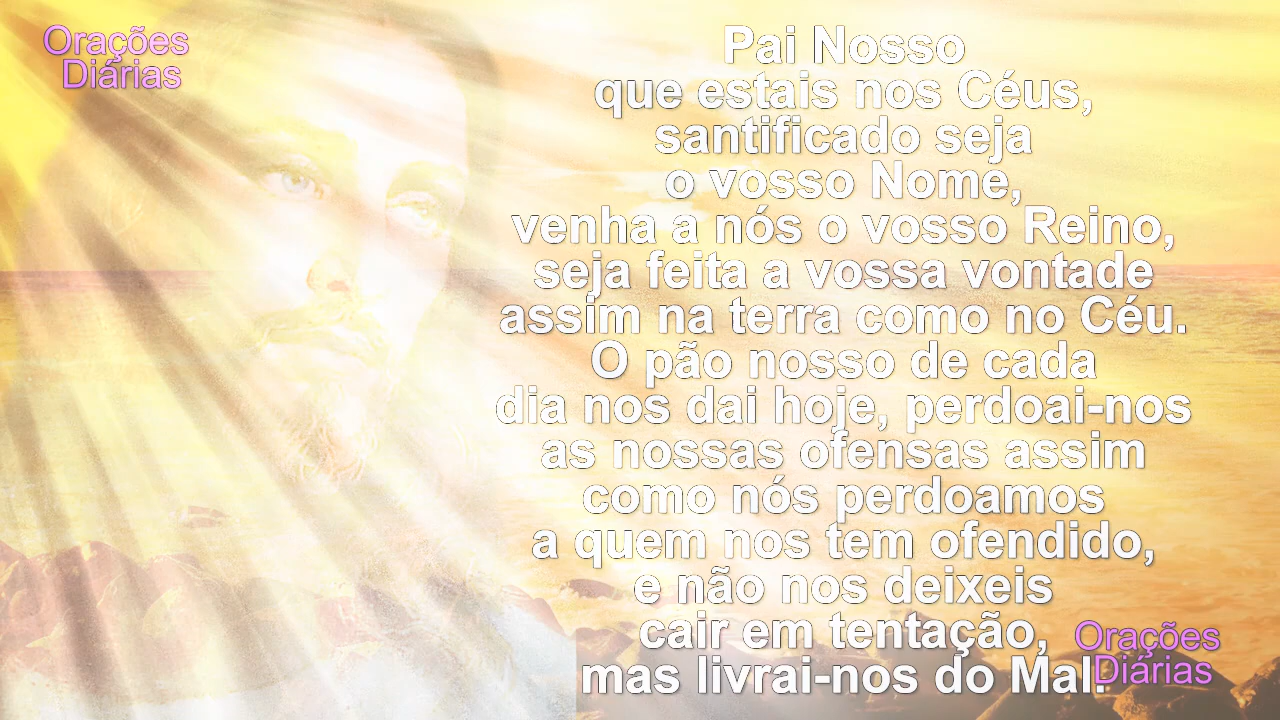 Orações
Diárias
Pai Nosso
que estais nos Céus,
santificado seja
o vosso Nome,
venha a nós o vosso Reino,
seja feita a vossa vontade
assim na terra como no Céu.
O pão nosso de cada
dia nos dai hoje, perdoai-nos
as nossas ofensas assim
como nós perdoamos
a quem nos tem ofendido,
e não nos deixeis
cair em tentação,
mas livrai-nos do Mal.
Orações
Diárias